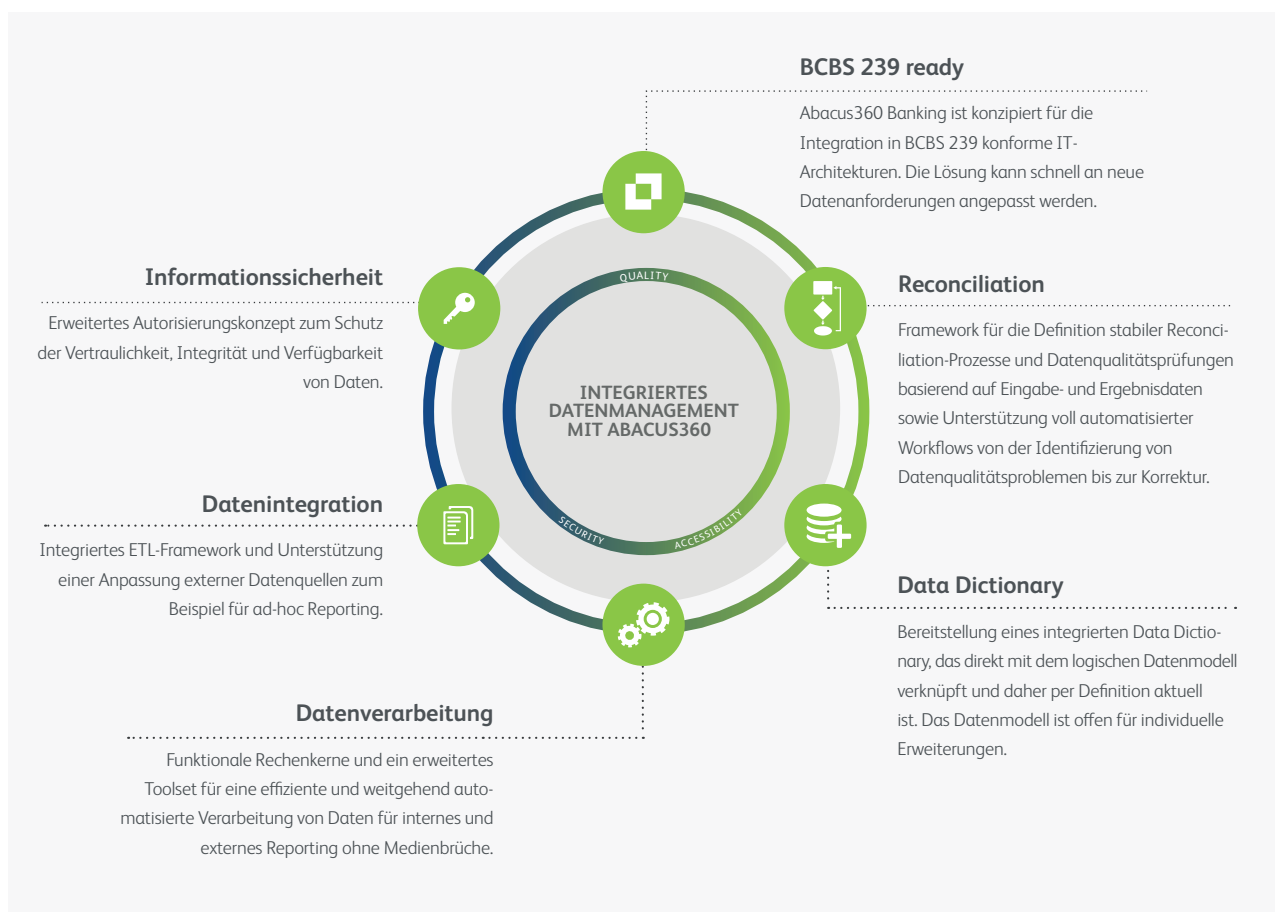 BCBS 239 ready
Abacus360 Banking ist konzipiert für die
Integration in BCBS 239 konforme IT-
Architekturen. Die Lösung kann schnell an neue
Datenanforderungen angepasst werden.
Informationssicherheit
Erweitertes Autorisierungskonzept zum Schutz
der Vertraulichkeit, Integrität und Verfügbarkeit
von Daten.
Reconciliation
Framework für die Definition stabiler Reconci-
liation-Prozesse und Datenqualitätsprüfungen
basierend auf Eingabe- und Ergebnisdaten
sowie Unterstützung voll automatisierter
Workflows von der Identifizierung von
Datenqualitätsproblemen bis zur Korrektur.
QUALITY
INTEGRIERTES
DATENMANAGEMENT
MIT ABACUS360
SECURITY
ACCESSIBILITY
Datenintegration
Integriertes ETL-Framework und Unterstützung
einer Anpassung externer Datenquellen zum
Beispiel für ad-hoc Reporting.
Data Dictionary
Bereitstellung eines integrierten Data Dictio-
nary, das direkt mit dem logischen Datenmodell
verknüpft und daher per Definition aktuell
ist. Das Datenmodell ist offen für individuelle
Erweiterungen.
Datenverarbeitung
Funktionale Rechenkerne und ein erweitertes
Toolset für eine effiziente und weitgehend auto-
matisierte Verarbeitung von Daten für internes und
externes Reporting ohne Medienbrüche.